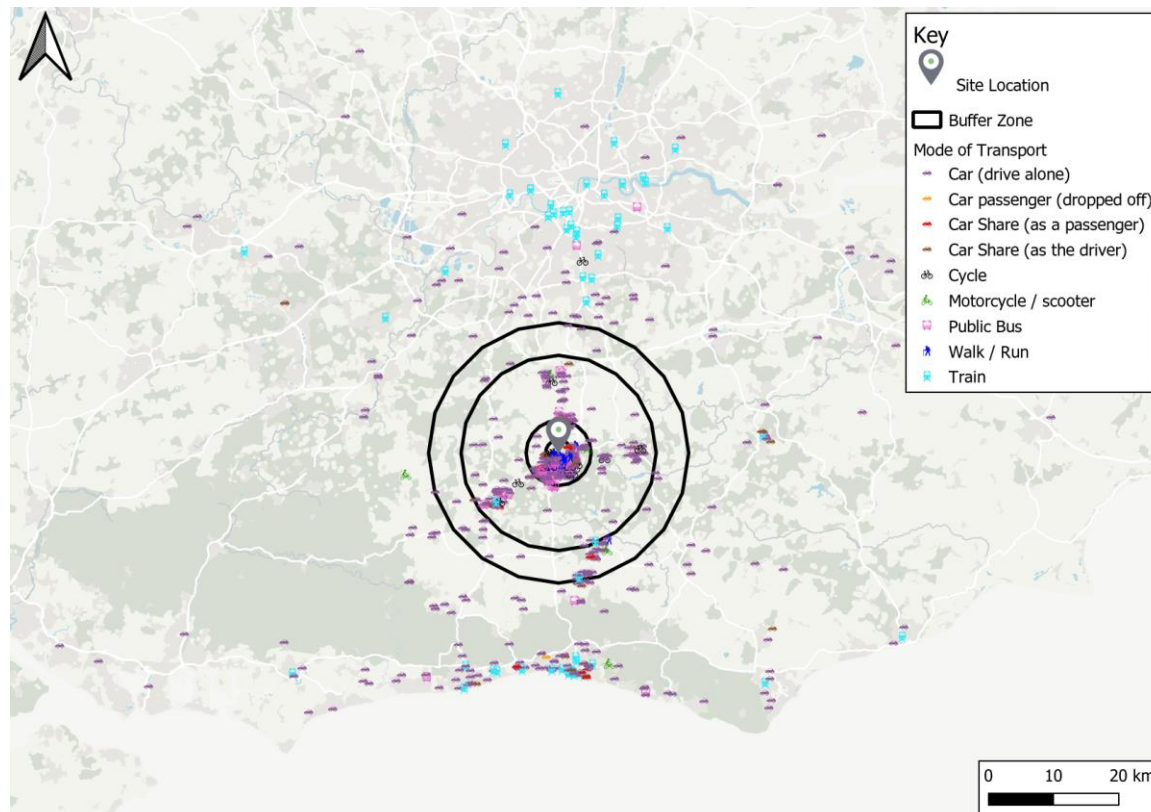 Key
Site Location
Buffer Zone
Mode of Transport
Car (drive alone)
Car passenger (dropped off)
Car Share (as a passenger)
Car Share (as the driver)
Cycle
Motorcycle / scooter
Public Bus
Walk / Run
Train
0 10 20 km